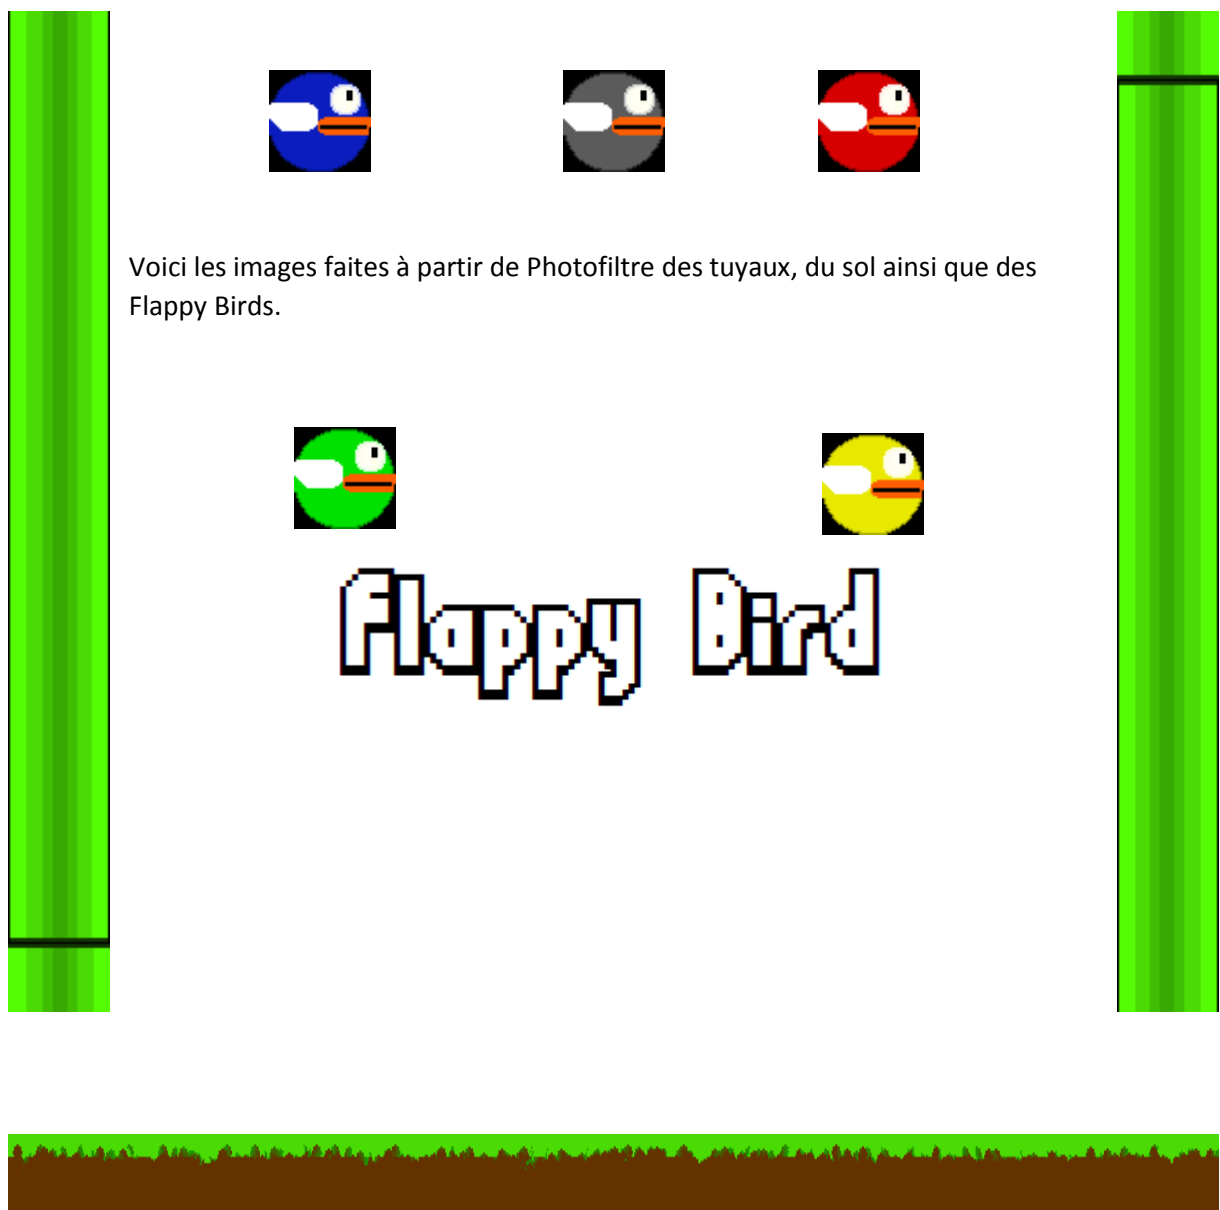 Voici les images faites à partir de Photofiltre des tuyaux, du sol ainsi que des
Flappy Birds.
Flappy Bird